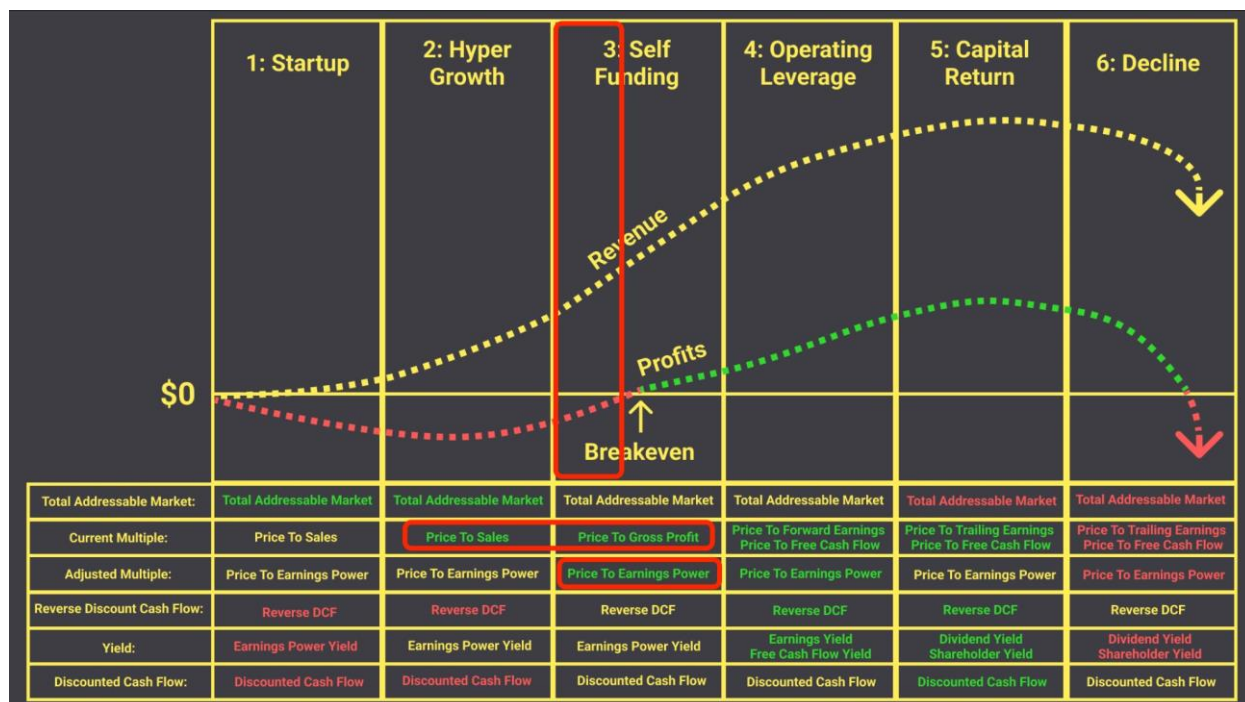 1: Startup
2: Hyper
Growth
3: Self
Funding
4: Operating
Leverage
5: Capital
Return
6: Decline
Revenue
Profits
$0
Breakeven
Total Addressable Market: Total Addressable Market Total Addressable Market Total Addressable Market Total Addressable Market Total Addressable Market Total Addressable Market
Current Multiple: Price To Sales Price To Sales Price To Gross Profit Price To Forward Earnings Price To Trailing Earnings Price To Trailing Earnings
Price To Free Cash Flow Price To Free Cash Flow Price To Free Cash Flow
Adjusted Multiple: Price To Earnings Power Price To Earnings Power Price To Earnings Power Price To Earnings Power Price To Earnings Power Price To Earnings Power
Reverse Discount Cash Flow: Reverse DCF Reverse DCF Reverse DCF Reverse DCF Reverse DCF Reverse DCF
Yield: Earnings Power Yield Earnings Power Yield Earnings Power Yield Earnings Yield Dividend Yield Dividend Yield
Free Cash Flow Yield Shareholder Yield Shareholder Yield
Discounted Cash Flow: Discounted Cash Flow Discounted Cash Flow Discounted Cash Flow Discounted Cash Flow Discounted Cash Flow Discounted Cash Flow